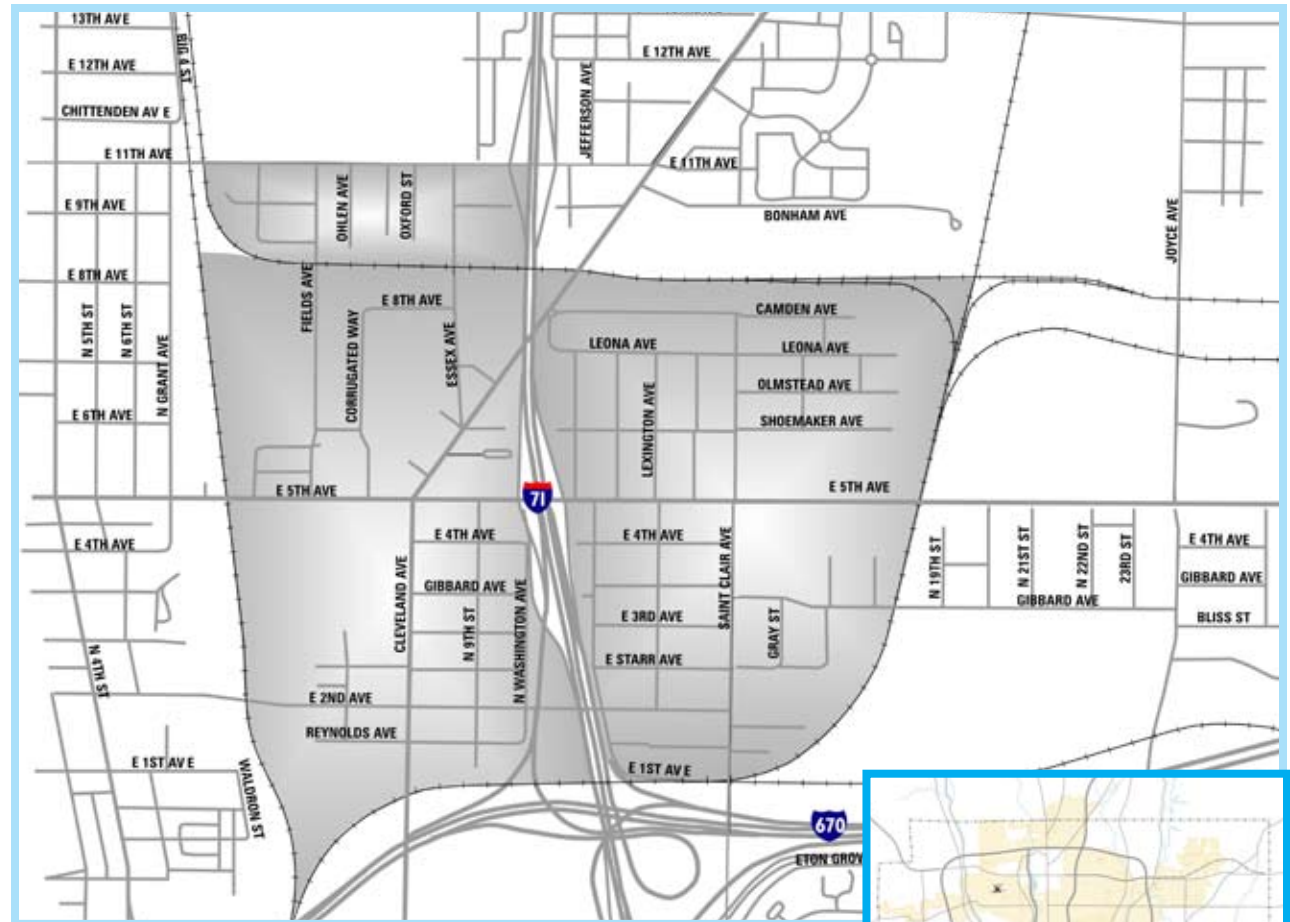 13TH AVE
BIG 4 ST
E 12TH AVE
E 12TH AVE
JEFFERSON AVE
CHITTENDEN AV E
E 11TH AVE
E 11TH AVE
E 9TH AVE
OHLEN AVE
OXFORD ST
BONHAM AVE
JOYCE AVE
E 8TH AVE
FIELDS AVE
E 8TH AVE
CAMDEN AVE
N 5TH ST
N 6TH ST
N GRANT AVE
CORRUGATED WAY
ESSEX AVE
LEONA AVE
LEONA AVE
OLMSTEAD AVE
E 6TH AVE
LEXINGTON AVE
SHOEMAKER AVE
E 5TH AVE
71
E 5TH AVE
E 4TH AVE
CLEVELAND AVE
E 4TH AVE
E 4TH AVE
SAINT CLAIR AVE
N 19TH ST
N 21ST ST
N 22ND ST
23RD ST
E 4TH AVE
GIBBARD AVE
N 9TH ST
N WASHINGTON AVE
GIBBARD AVE
GIBBARD AVE
E 3RD AVE
GRAY ST
BLISS ST
N 4TH ST
E STARR AVE
E 2ND AVE
REYNOLDS AVE
E 1ST AV E
WALDRON ST
E 1ST AV E
670
ETON GROV